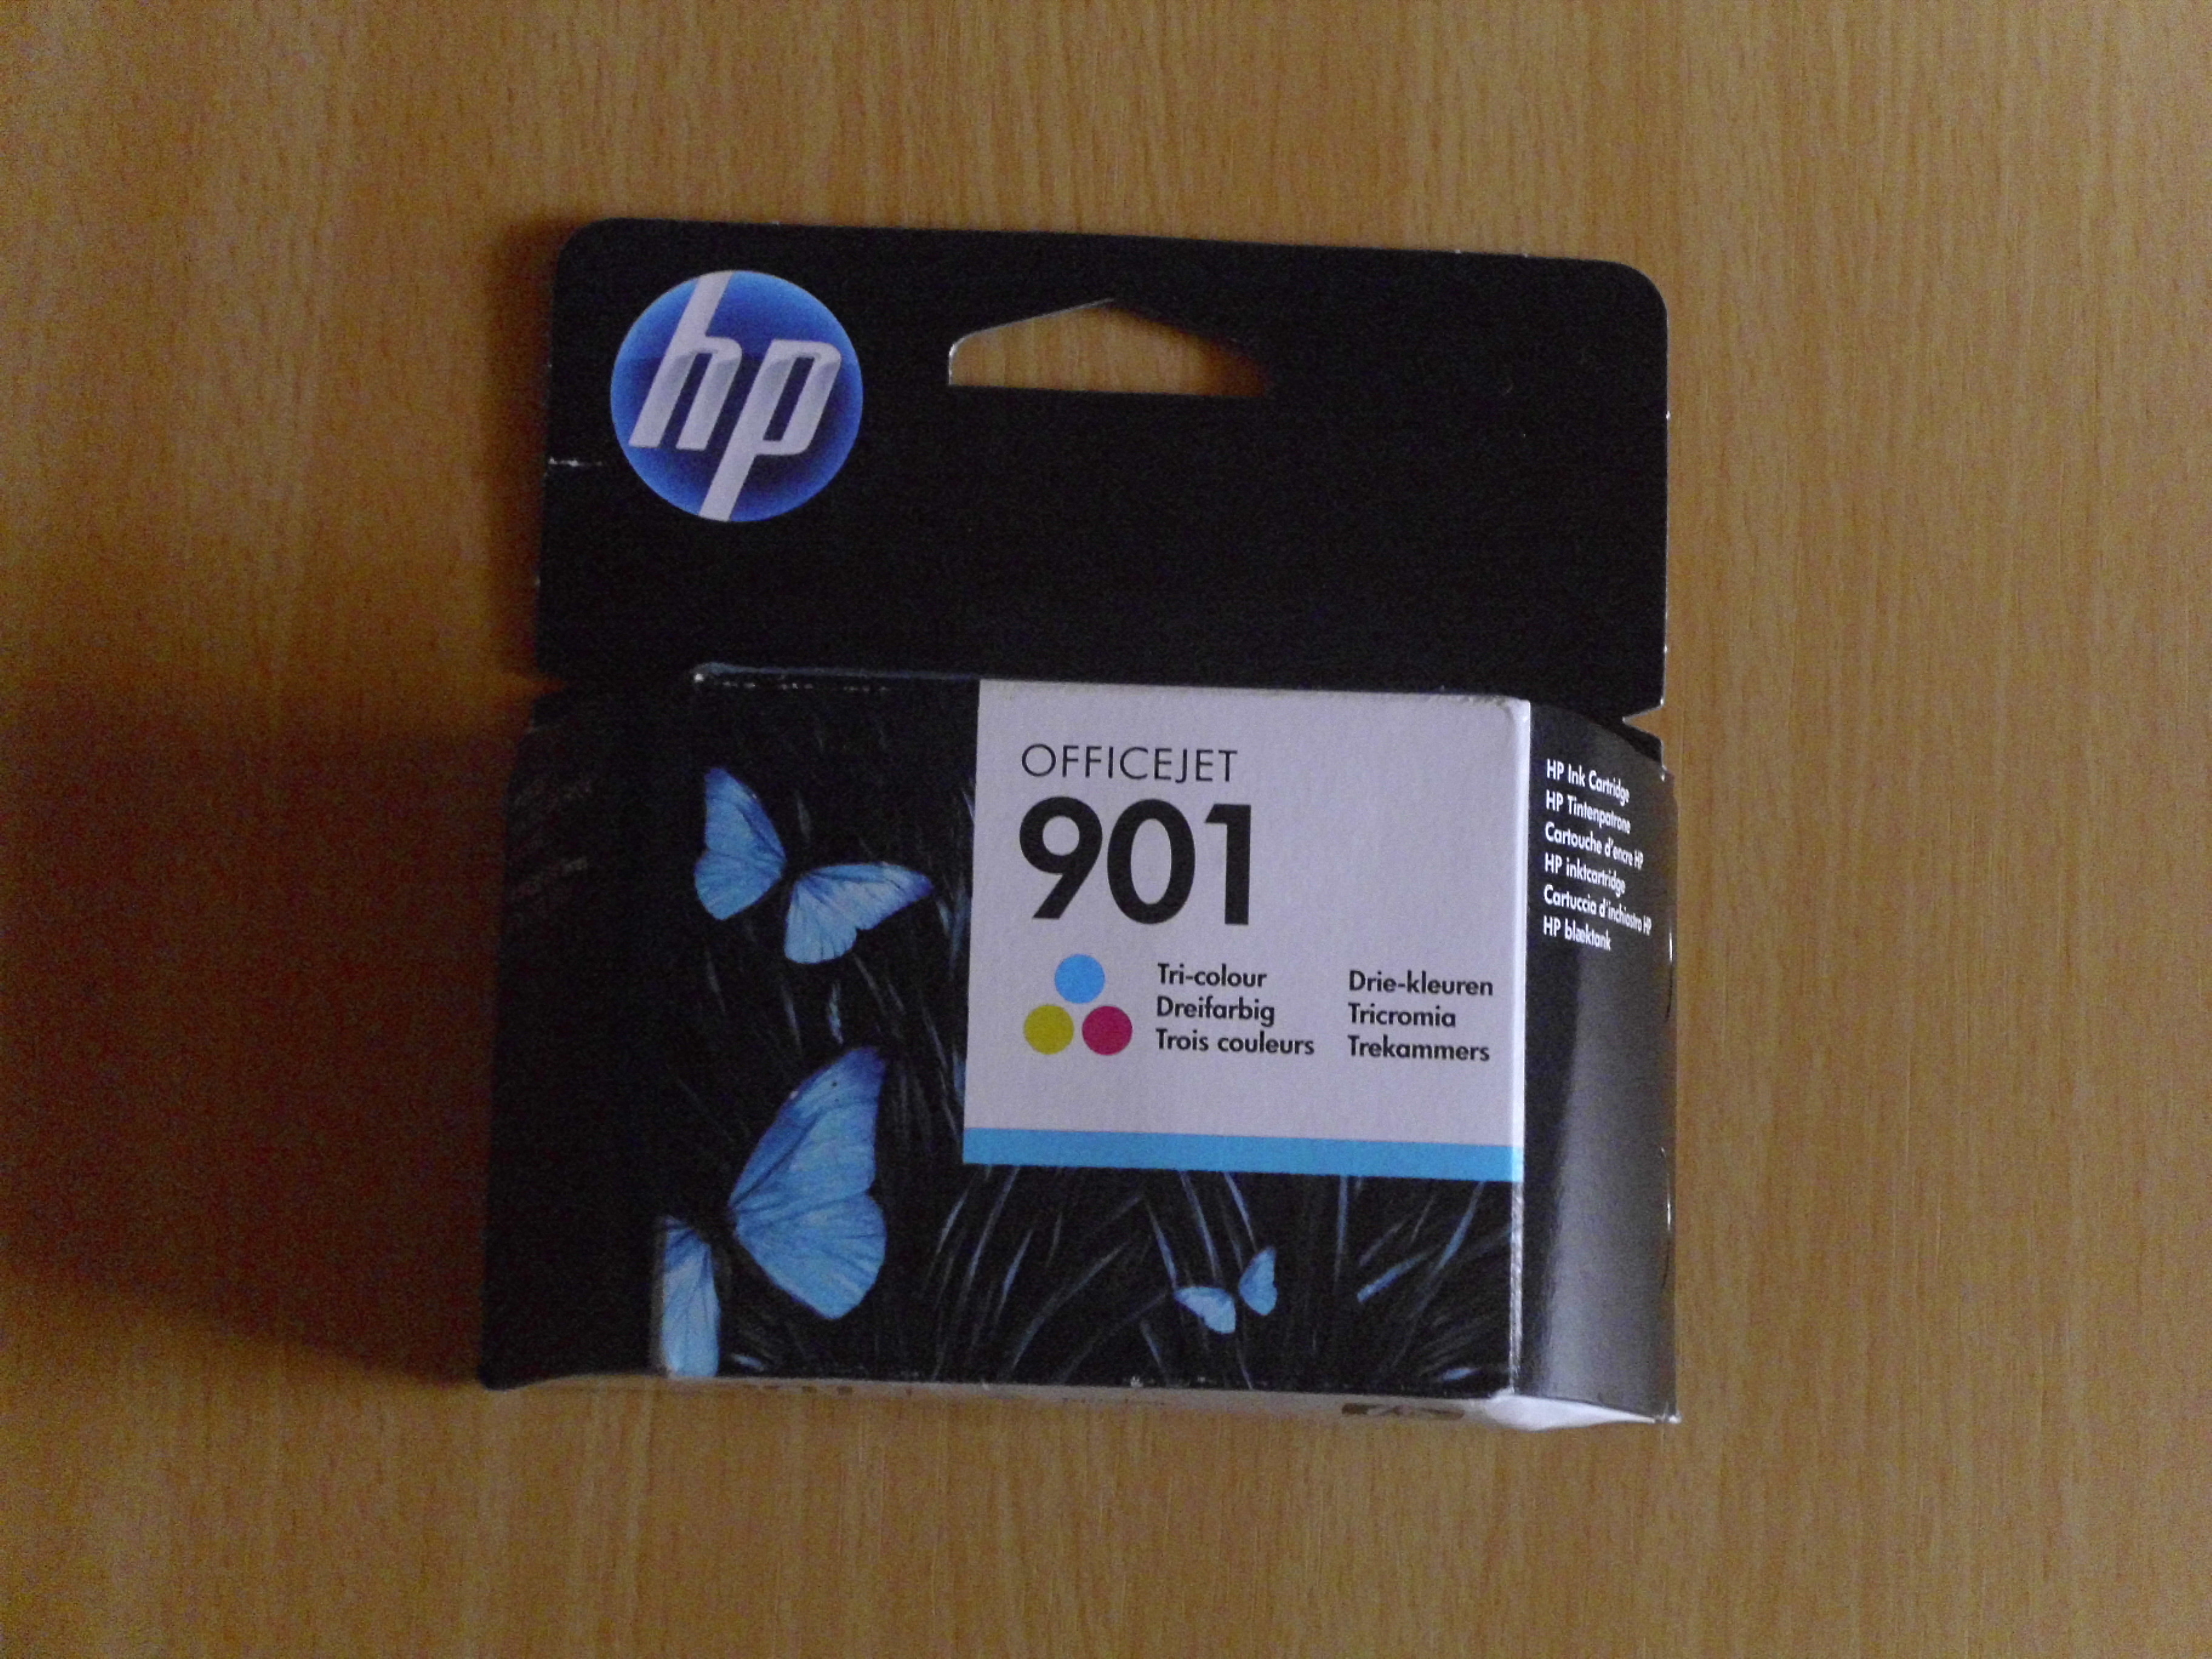 hp
OFFICEJET
901
Tri-colour
Dreifarbig
Trois couleurs
Drie-kleuren
Tricromia
Trekammers
HP Ink Cartridge
HP Tintenpatrone
Cartouche d'encre HP
HP inktcartridge
Cartuccia d'inchiostro HP
HP blæktank